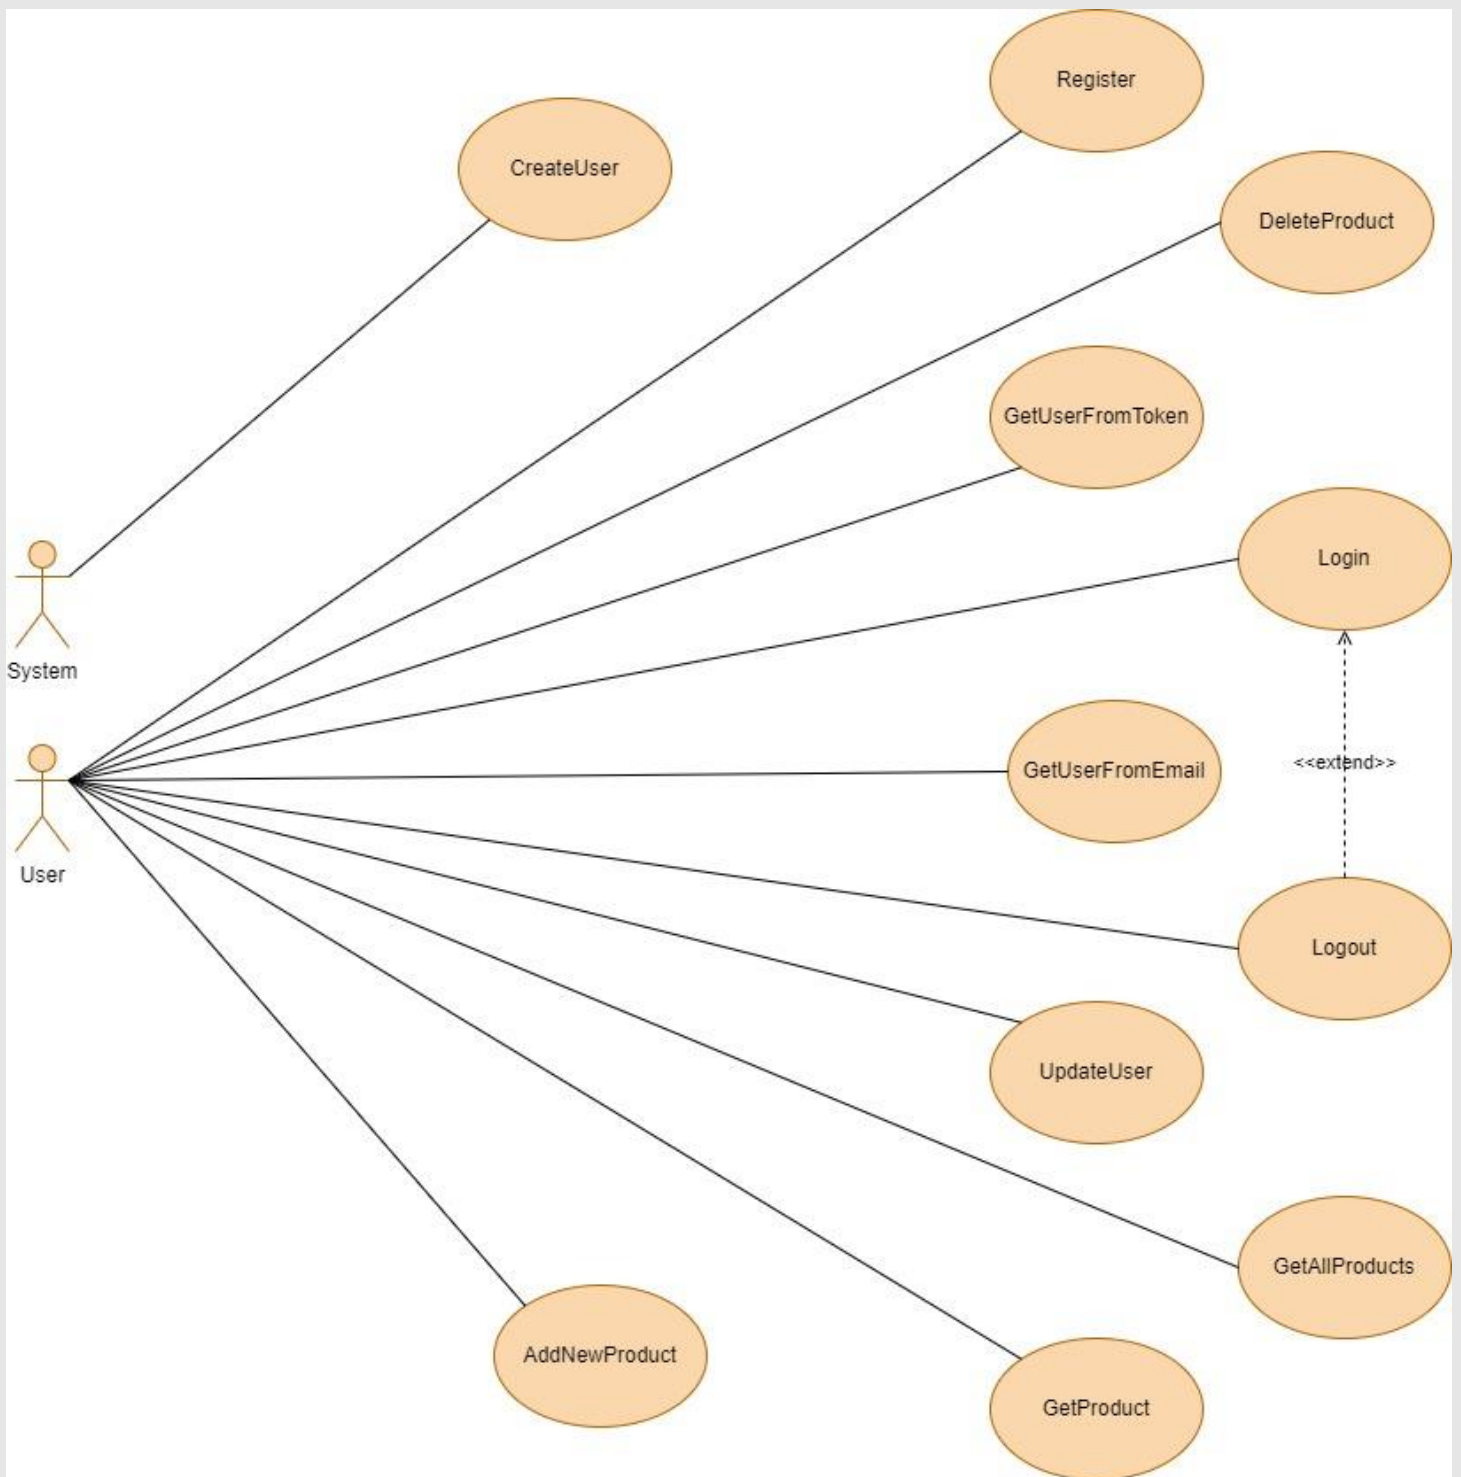 Register
CreateUser
DeleteProduct
GetUserFromToken
Login
System
<<extend>>
GetUserFromEmail
User
Logout
UpdateUser
GetAllProducts
AddNewProduct
GetProduct